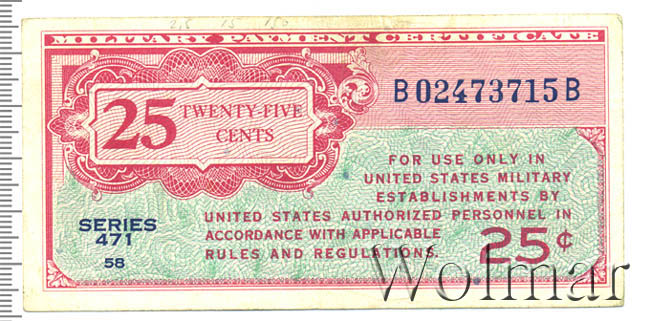 MILITARY PAYMENT CERTIFICATE
25 TWENTY-FIVE
CENTS
B02473715B
FOR USE ONLY IN
UNITED STATES MILITARY
ESTABLISHMENTS BY
UNITED STATES AUTHORIZED PERSONNEL IN
ACCORDANCE WITH APPLICABLE
RULES AND REGULATIONS.
25¢
SERIES
471
58
Wolmar